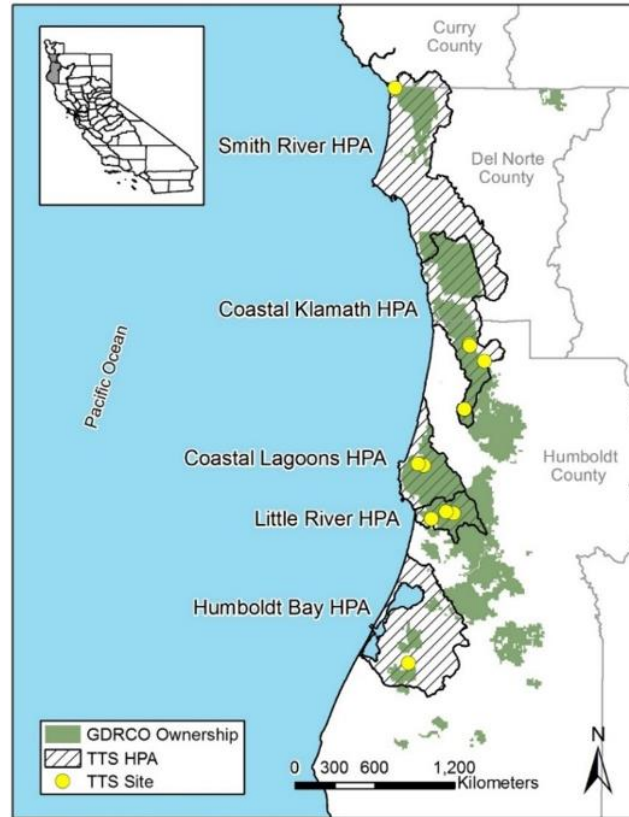 Curry
County
Smith River HPA
Del Norte
County
Coastal Klamath HPA
Pacific Ocean
Coastal Lagoons HPA
Humboldt
County
Little River HPA
Humboldt Bay HPA
GDRCO Ownership
TTS HPA
TTS Site
N
0 300 600 1,200
Kilometers